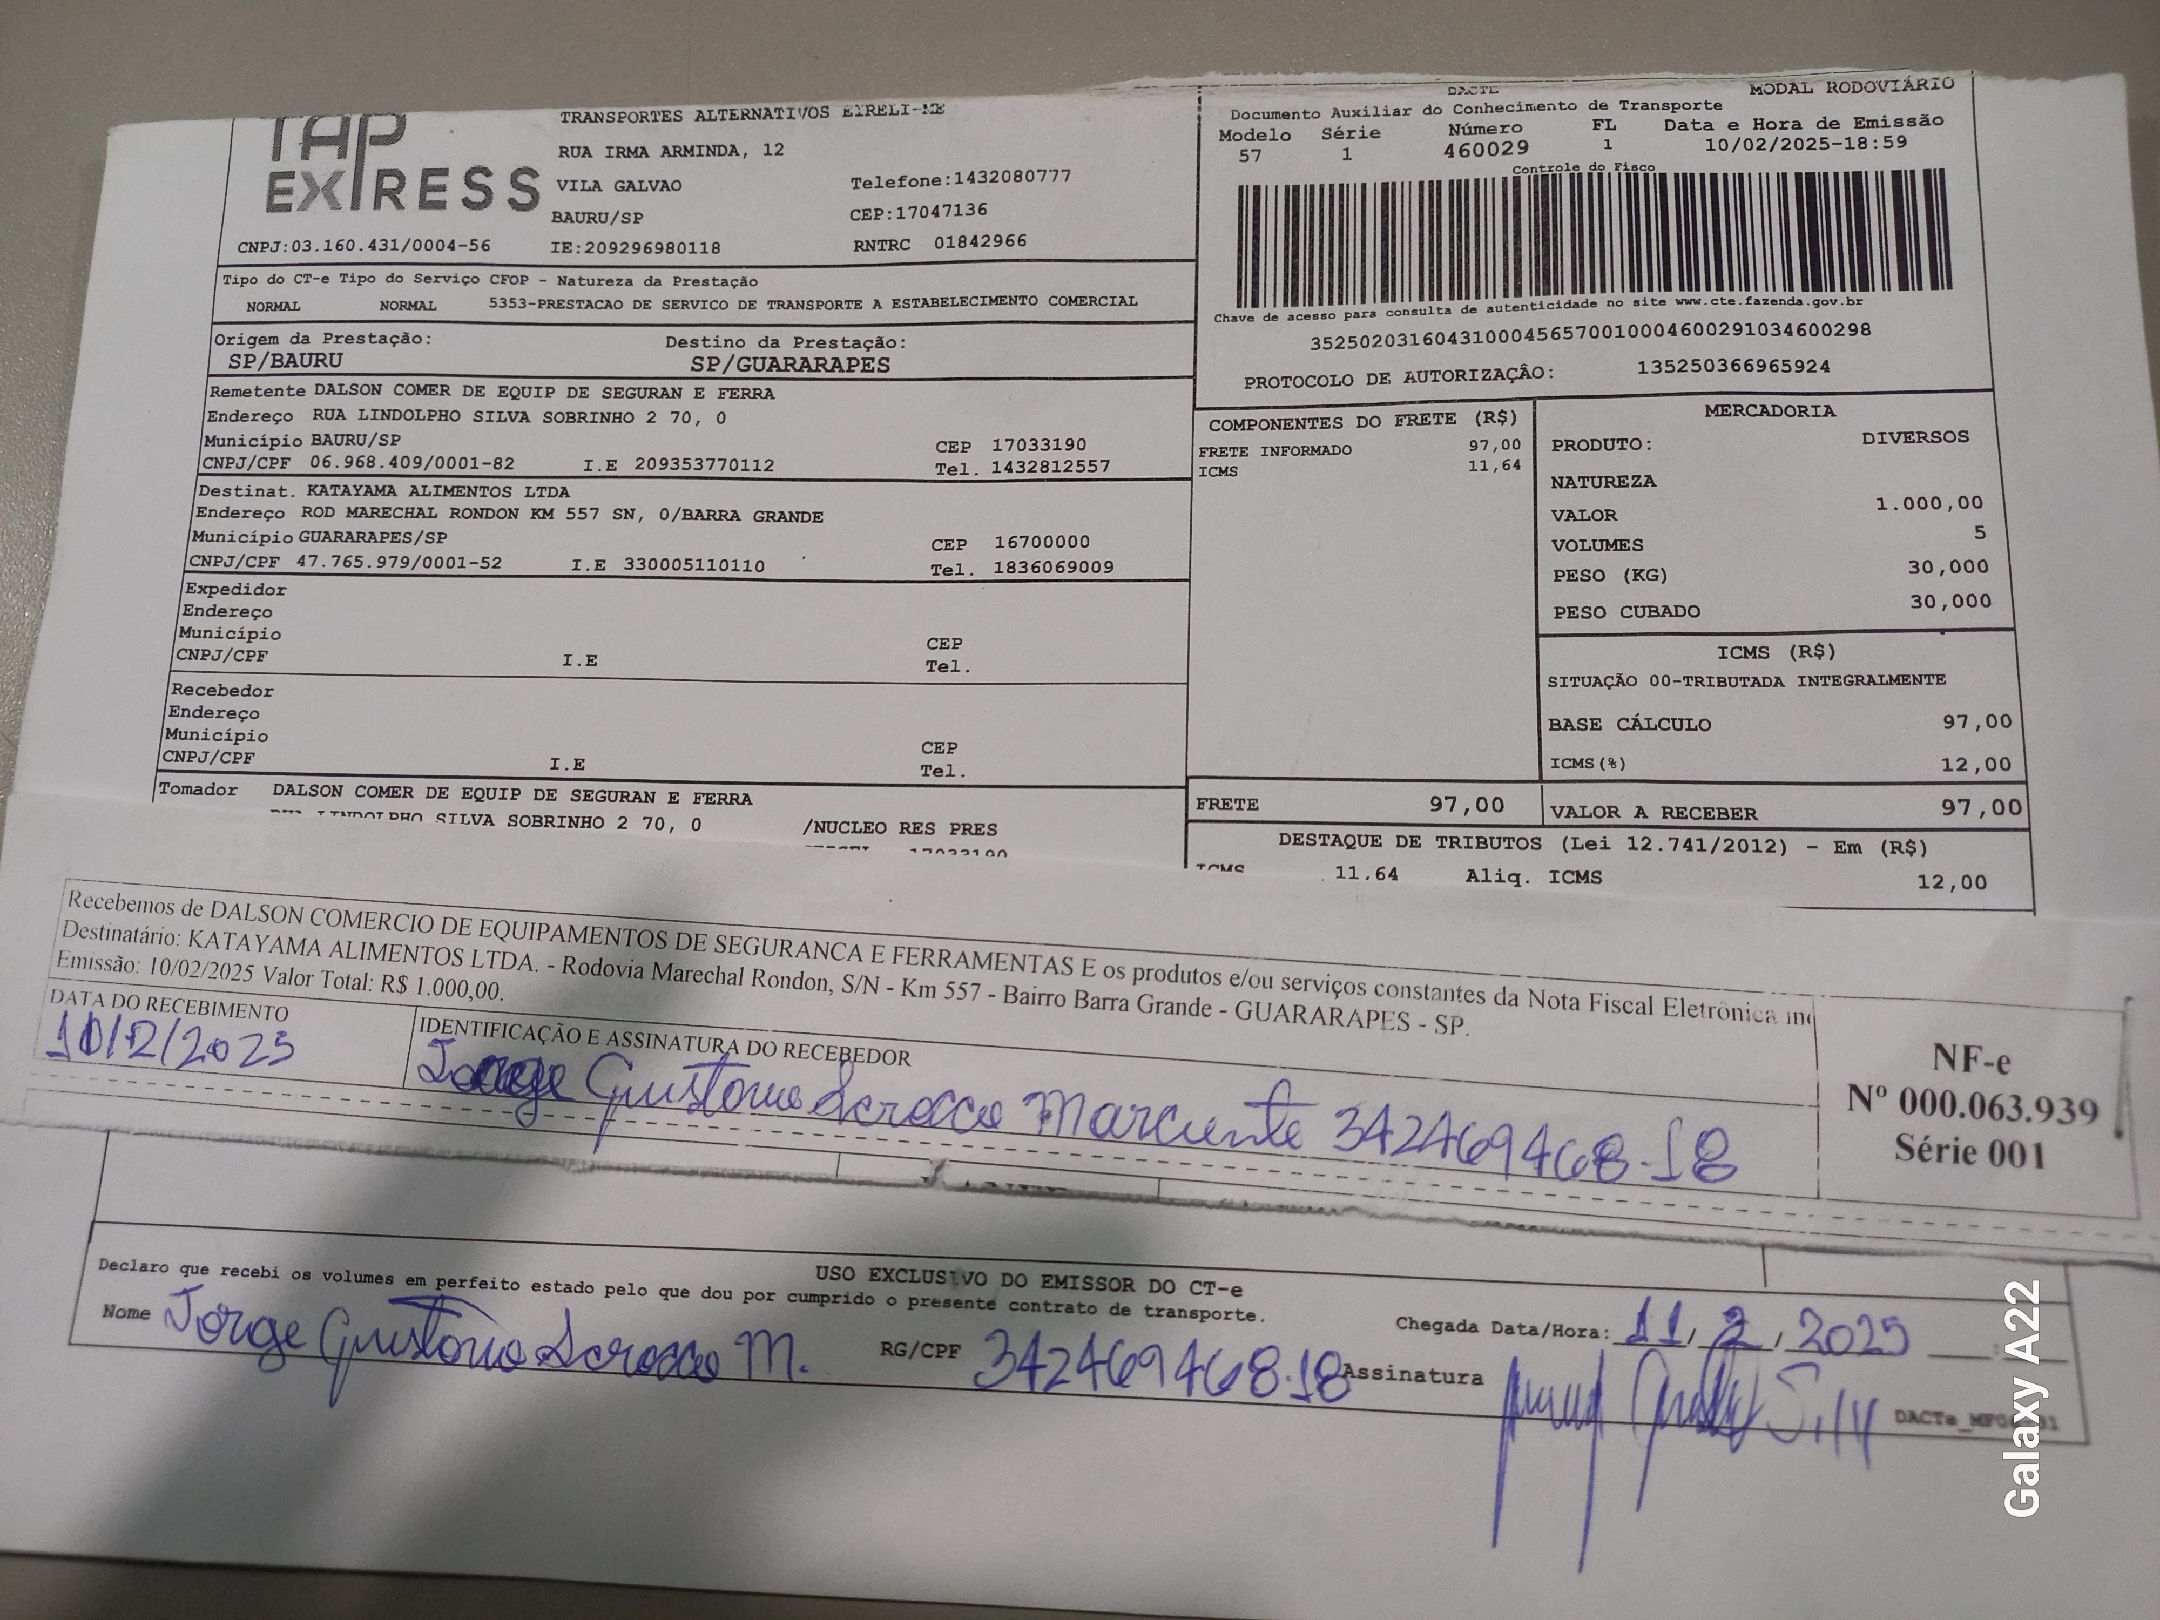 TAP
EXPRESS
TRANSPORTES ALTERNATIVOS EIRELI-ME
RUA IRMA ARMINDA, 12
VILA GALVAO Telefone:1432080777
BAURU/SP CEP:17047136
CNPJ:03.160.431/0004-56 IE:209296980118 RNTRC 01842966
DACTE MODAL RODOVIÁRIO
Documento Auxiliar do Conhecimento de Transporte
Modelo Série Número FL Data e Hora de Emissão
57 1 460029 1 10/02/2025-18:59
Controle do Fisco
Chave de acesso para consulta de autenticidade no site www.cte.fazenda.gov.br
35250203160431000456570010004600291034600298
PROTOCOLO DE AUTORIZAÇÃO: 135250366965924
Tipo do CT-e Tipo do Serviço CFOP - Natureza da Prestação
NORMAL NORMAL 5353-PRESTACAO DE SERVICO DE TRANSPORTE A ESTABELECIMENTO COMERCIAL
Origem da Prestação: Destino da Prestação:
SP/BAURU SP/GUARARAPES
Remetente DALSON COMER DE EQUIP DE SEGURAN E FERRA
Endereço RUA LINDOLPHO SILVA SOBRINHO 2 70, 0
Município BAURU/SP CEP 17033190
CNPJ/CPF 06.968.409/0001-82 I.E 209353770112 Tel. 1432812557
Destinat. KATAYAMA ALIMENTOS LTDA
Endereço ROD MARECHAL RONDON KM 557 SN, 0/BARRA GRANDE
Município GUARARAPES/SP CEP 16700000
CNPJ/CPF 47.765.979/0001-52 I.E 330005110110 Tel. 1836069009
Expedidor
Endereço
Município CEP
CNPJ/CPF I.E Tel.
Recebedor
Endereço
Município CEP
CNPJ/CPF I.E Tel.
Tomador DALSON COMER DE EQUIP DE SEGURAN E FERRA
RUA LINDOLPHO SILVA SOBRINHO 2 70, 0 /NUCLEO RES PRES
17033190
COMPONENTES DO FRETE (R$)
FRETE INFORMADO 97,00
ICMS 11,64
MERCADORIA
PRODUTO: DIVERSOS
NATUREZA
VALOR 1.000,00
VOLUMES 5
PESO (KG) 30,000
PESO CUBADO 30,000
ICMS (R$)
SITUAÇÃO 00-TRIBUTADA INTEGRALMENTE
BASE CÁLCULO 97,00
ICMS(%) 12,00
FRETE 97,00 VALOR A RECEBER 97,00
DESTAQUE DE TRIBUTOS (Lei 12.741/2012) - Em (R$)
ICMS 11,64 Aliq. ICMS 12,00
Recebemos de DALSON COMERCIO DE EQUIPAMENTOS DE SEGURANCA E FERRAMENTAS E os produtos e/ou serviços constantes da Nota Fiscal Eletrônica
Destinatário: KATAYAMA ALIMENTOS LTDA. - Rodovia Marechal Rondon, S/N - Km 557 - Bairro Barra Grande - GUARARAPES - SP.
Emissão: 10/02/2025 Valor Total: R$ 1.000,00.
DATA DO RECEBIMENTO IDENTIFICAÇÃO E ASSINATURA DO RECEBEDOR
/2/2025 Jorge 342469468-18
NF-e
Nº 000.063.939
Série 001
USO EXCLUSIVO DO EMISSOR DO CT-e
Declaro que recebi os volumes em perfeito estado pelo que dou por cumprido o presente contrato de transporte.
Nome Jorge M. RG/CPF 342469468-18 Assinatura
Chegada Data/Hora: 11/2/2025
Galaxy A22